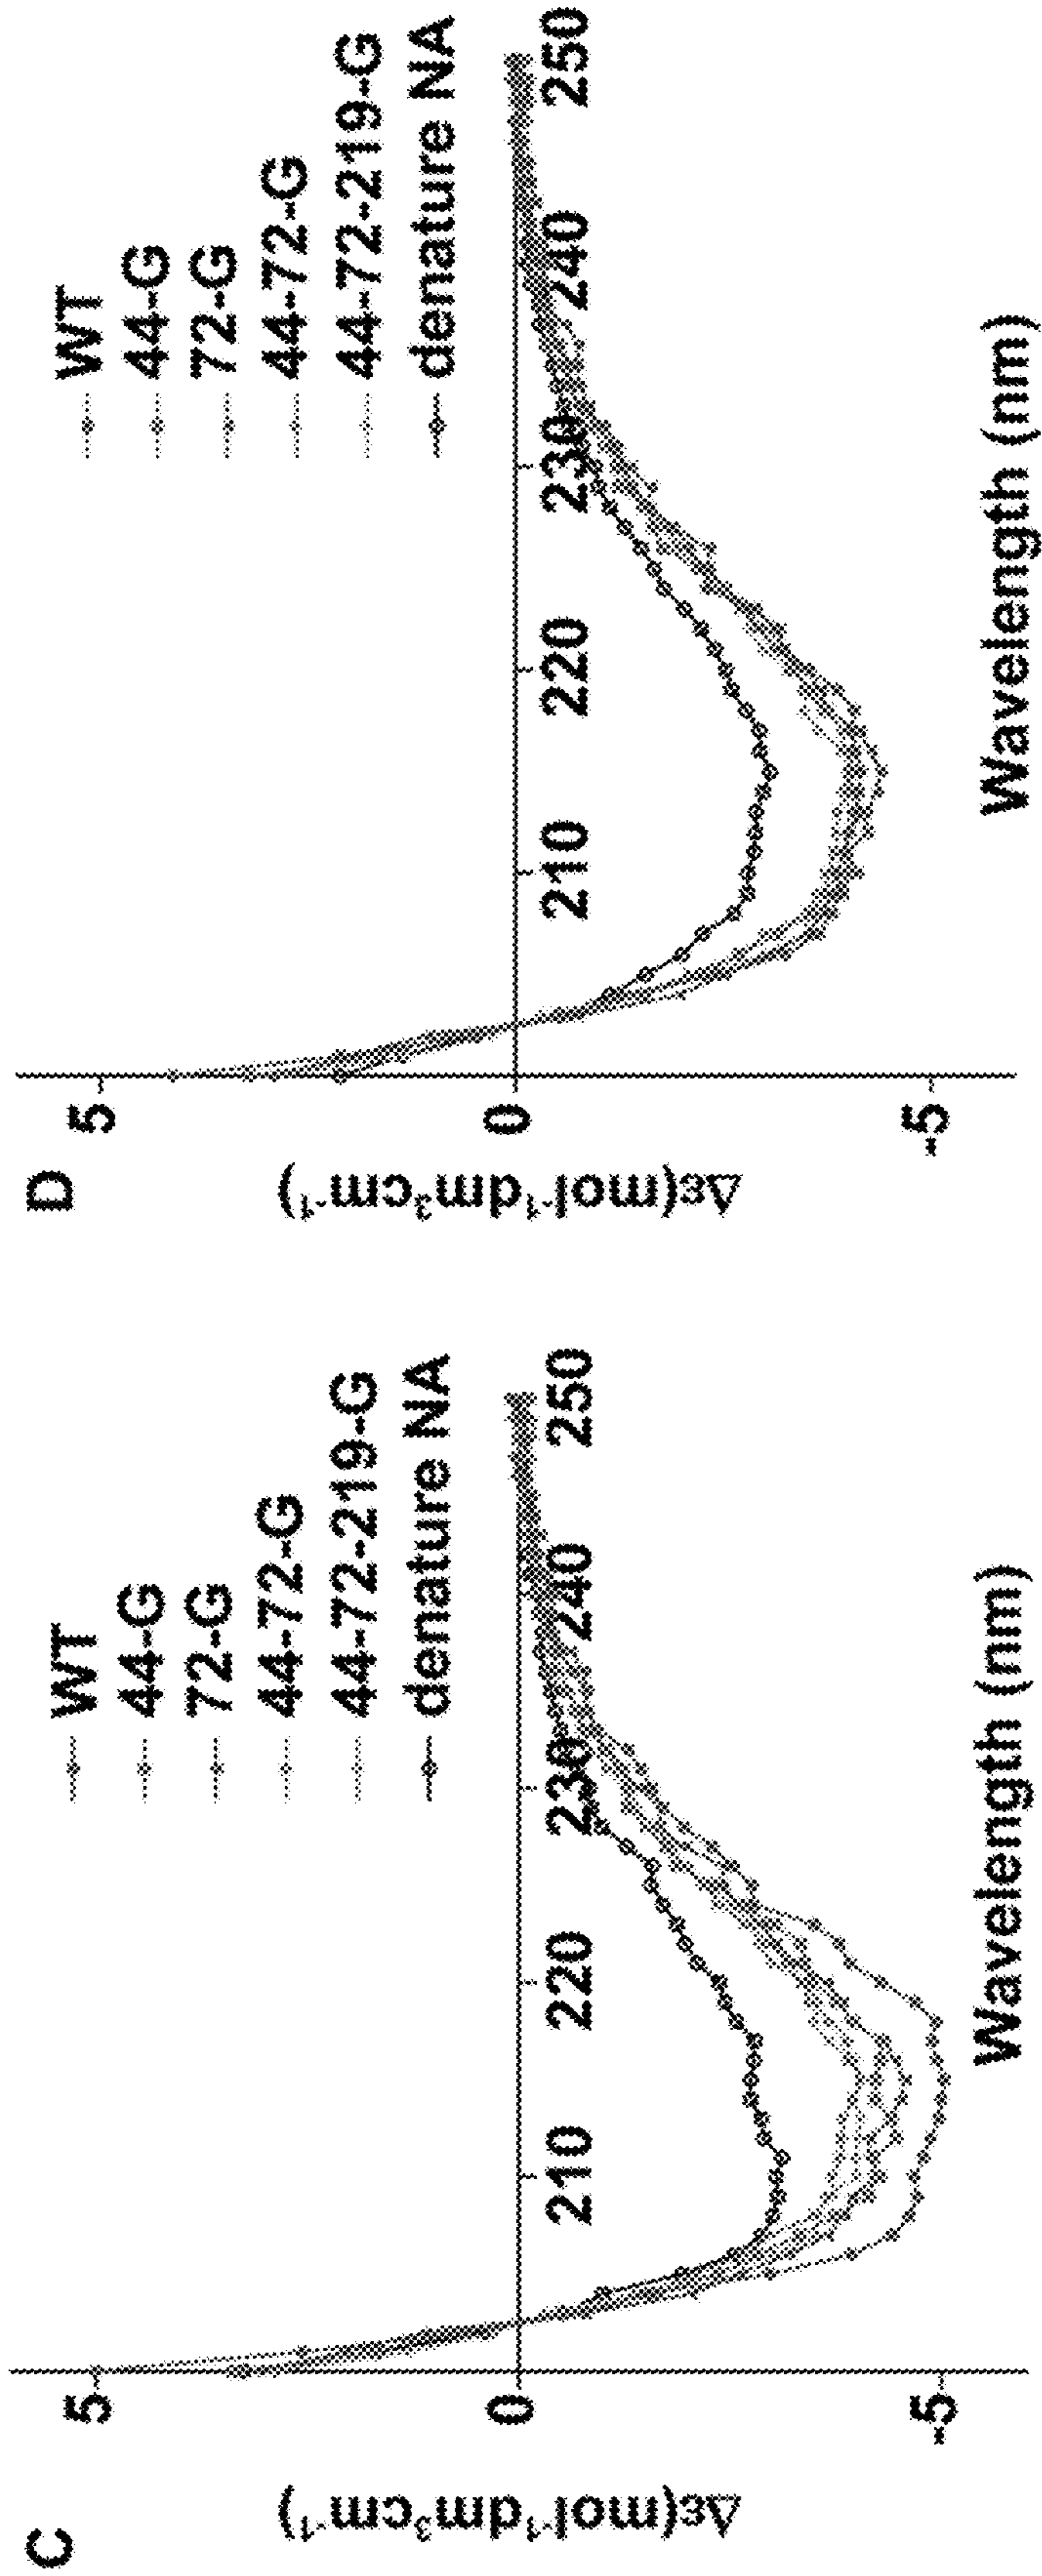 C
Δε(mol⁻¹dm³cm⁻¹)
5
0
-5
210
220
230
240
250
Wavelength (nm)
WT
44-G
72-G
44-72-G
44-72-219-G
denature NA
D
Δε(mol⁻¹dm³cm⁻¹)
5
0
-5
210
220
230
240
250
Wavelength (nm)
WT
44-G
72-G
44-72-G
44-72-219-G
denature NA